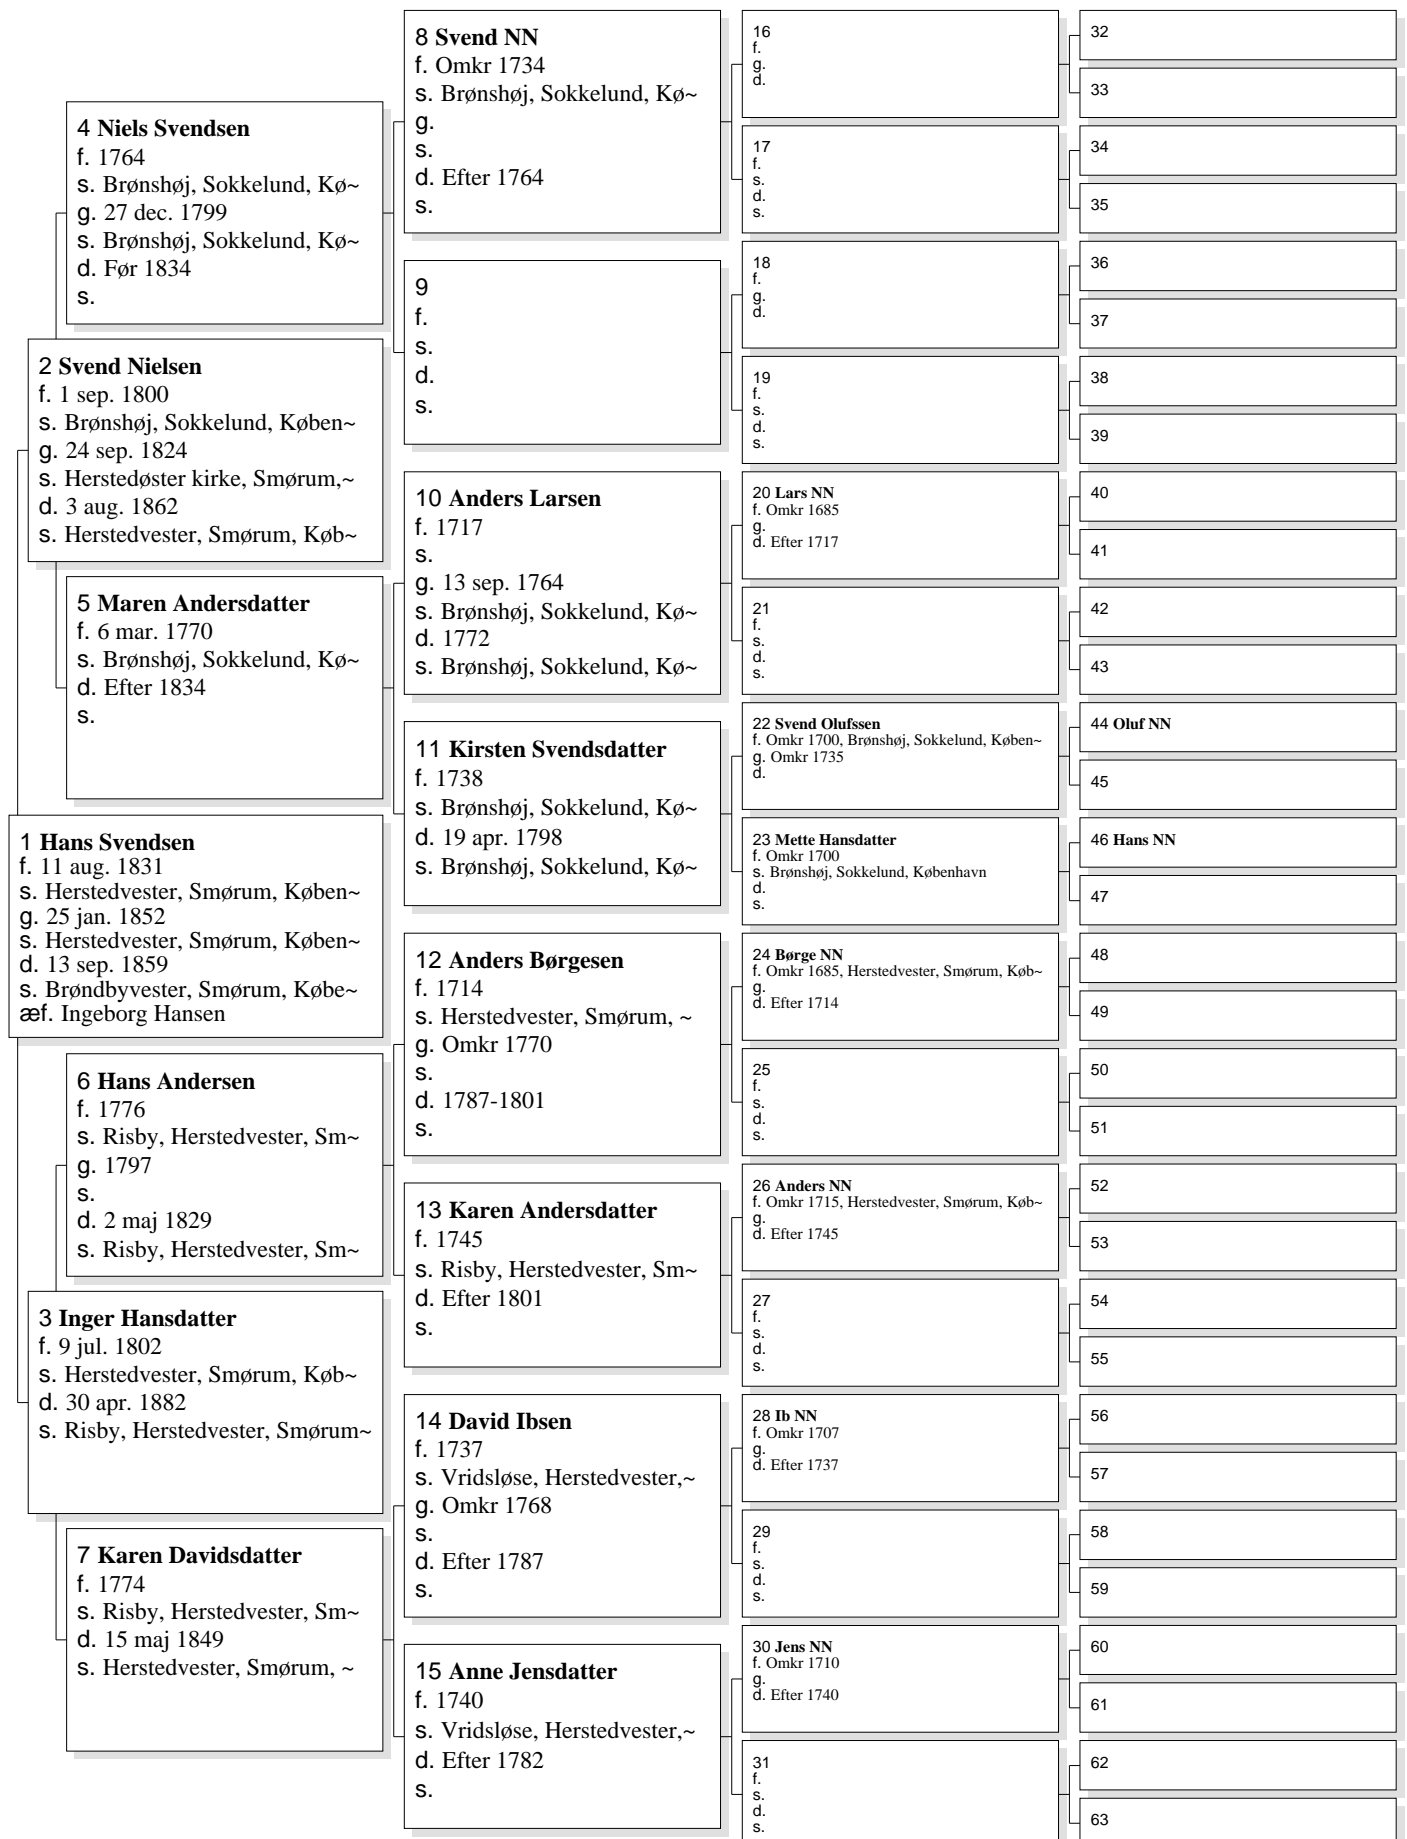 8 Svend NN
f. Omkr 1734
s. Brønshøj, Sokkelund, Kø~
g.
s.
d. Efter 1764
s.
4 Niels Svendsen
f. 1764
s. Brønshøj, Sokkelund, Kø~
g. 27 dec. 1799
s. Brønshøj, Sokkelund, Kø~
d. Før 1834
s.
9
f.
s.
d.
s.
2 Svend Nielsen
f. 1 sep. 1800
s. Brønshøj, Sokkelund, Køben~
g. 24 sep. 1824
s. Herstedøster kirke, Smørum,~
d. 3 aug. 1862
s. Herstedvester, Smørum, Køb~
10 Anders Larsen
f. 1717
s.
g. 13 sep. 1764
s. Brønshøj, Sokkelund, Kø~
d. 1772
s. Brønshøj, Sokkelund, Kø~
5 Maren Andersdatter
f. 6 mar. 1770
s. Brønshøj, Sokkelund, Kø~
d. Efter 1834
s.
11 Kirsten Svendsdatter
f. 1738
s. Brønshøj, Sokkelund, Kø~
d. 19 apr. 1798
s. Brønshøj, Sokkelund, Kø~
1 Hans Svendsen
f. 11 aug. 1831
s. Herstedvester, Smørum, Køben~
g. 25 jan. 1852
s. Herstedvester, Smørum, Køben~
d. 13 sep. 1859
s. Brøndbyvester, Smørum, Købe~
æf. Ingeborg Hansen
12 Anders Børgesen
f. 1714
s. Herstedvester, Smørum, ~
g. Omkr 1770
s.
d. 1787-1801
s.
6 Hans Andersen
f. 1776
s. Risby, Herstedvester, Sm~
g. 1797
s.
d. 2 maj 1829
s. Risby, Herstedvester, Sm~
13 Karen Andersdatter
f. 1745
s. Risby, Herstedvester, Sm~
d. Efter 1801
s.
3 Inger Hansdatter
f. 9 jul. 1802
s. Herstedvester, Smørum, Køb~
d. 30 apr. 1882
s. Risby, Herstedvester, Smørum~
14 David Ibsen
f. 1737
s. Vridsløse, Herstedvester,~
g. Omkr 1768
s.
d. Efter 1787
s.
7 Karen Davidsdatter
f. 1774
s. Risby, Herstedvester, Sm~
d. 15 maj 1849
s. Herstedvester, Smørum, ~
15 Anne Jensdatter
f. 1740
s. Vridsløse, Herstedvester,~
d. Efter 1782
s.
16
f.
g.
d.
17
f.
s.
d.
s.
18
f.
g.
d.
19
f.
s.
d.
s.
20 Lars NN
f. Omkr 1685
g.
d. Efter 1717
21
f.
s.
d.
s.
22 Svend Olufssen
f. Omkr 1700, Brønshøj, Sokkelund, Køben~
g. Omkr 1735
d.
23 Mette Hansdatter
f. Omkr 1700
s. Brønshøj, Sokkelund, København
d.
s.
24 Børge NN
f. Omkr 1685, Herstedvester, Smørum, Køb~
g.
d. Efter 1714
25
f.
s.
d.
s.
26 Anders NN
f. Omkr 1715, Herstedvester, Smørum, Køb~
g.
d. Efter 1745
27
f.
s.
d.
s.
28 Ib NN
f. Omkr 1707
g.
d. Efter 1737
29
f.
s.
d.
s.
30 Jens NN
f. Omkr 1710
g.
d. Efter 1740
31
f.
s.
d.
s.
32
33
34
35
36
37
38
39
40
41
42
43
44 Oluf NN
45
46 Hans NN
47
48
49
50
51
52
53
54
55
56
57
58
59
60
61
62
63